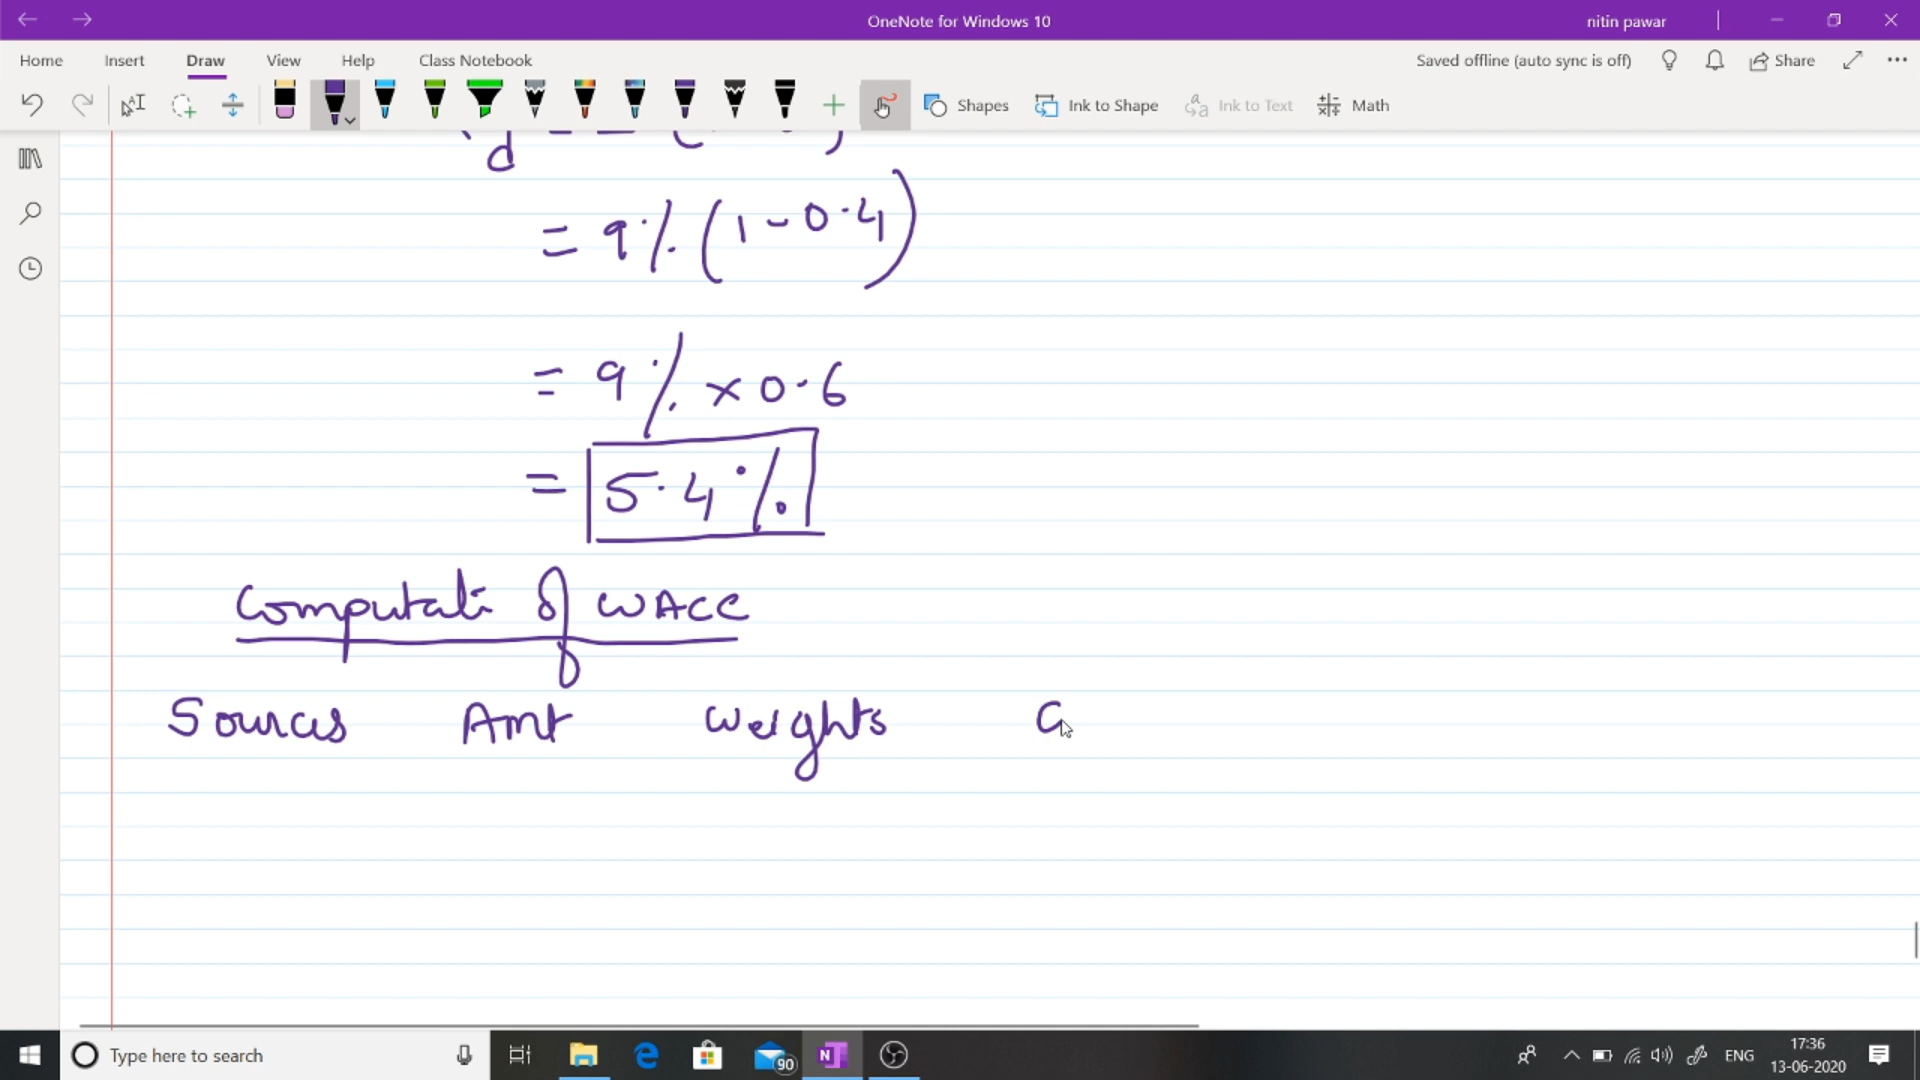 OneNote for Windows 10
nitin pawar
Home Insert Draw View Help Class Notebook
Saved offline (auto sync is off) Share
Shapes Ink to Shape Ink to Text Math
d
= 9% (1-0.4)
= 9% × 0.6
= 5.4%
Computati of WACC
Sources Amt Weights C
Type here to search
90
ENG
17:36
13-06-2020